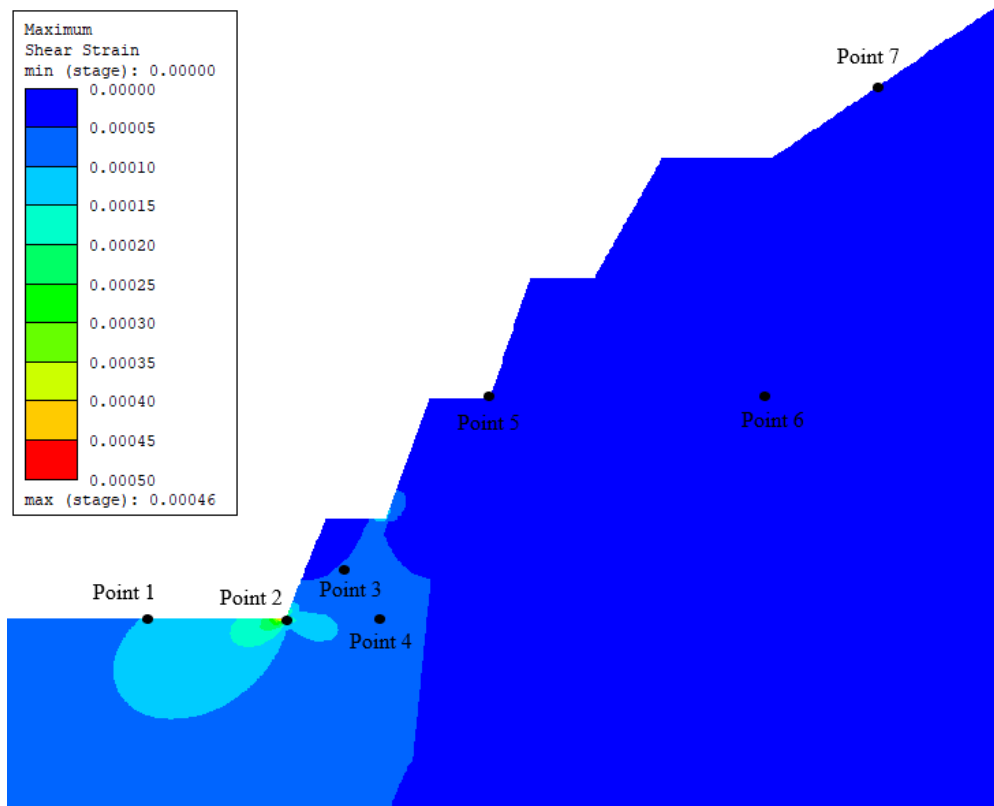 Maximum
Shear Strain
min (stage): 0.00000
0.00000
0.00005
0.00010
0.00015
0.00020
0.00025
0.00030
0.00035
0.00040
0.00045
0.00050
max (stage): 0.00046
Point 7
Point 5
Point 6
Point 1
Point 2
Point 3
Point 4